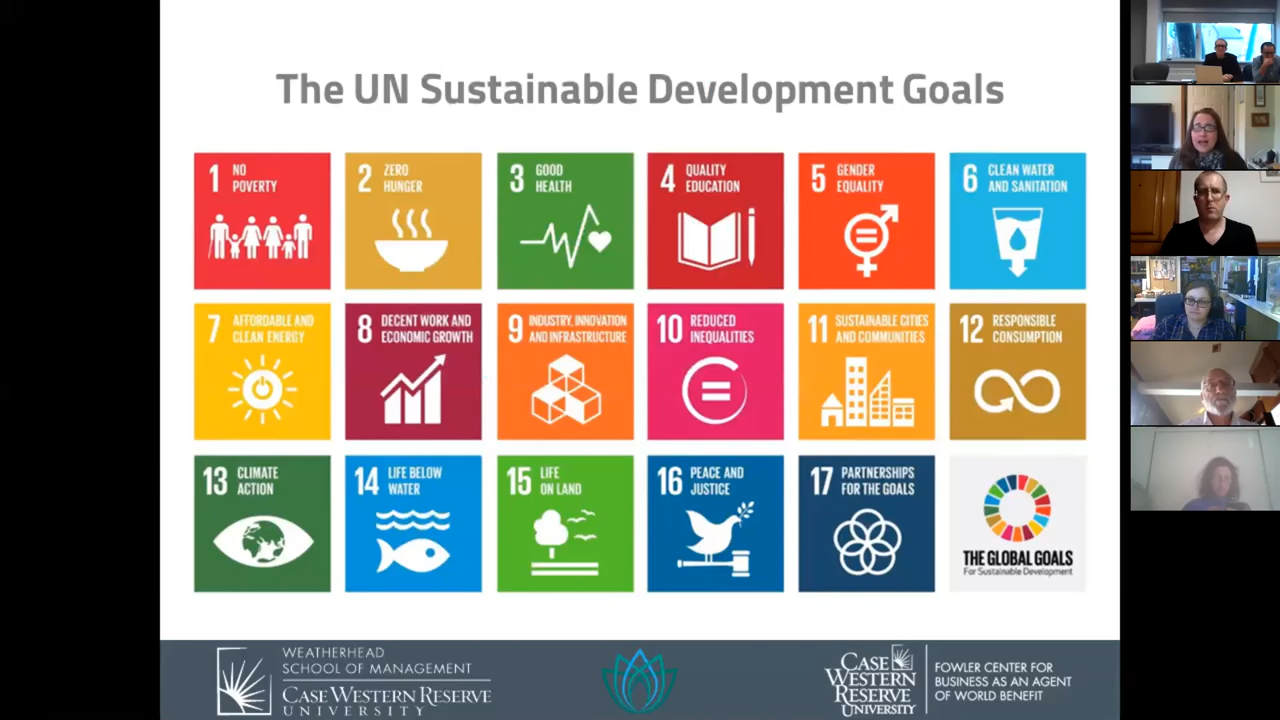 The UN Sustainable Development Goals
1 NO
POVERTY
2 ZERO
HUNGER
3 GOOD
HEALTH
4 QUALITY
EDUCATION
5 GENDER
EQUALITY
6 CLEAN WATER
AND SANITATION
7 AFFORDABLE AND
CLEAN ENERGY
8 DECENT WORK AND
ECONOMIC GROWTH
9 INDUSTRY, INNOVATION
AND INFRASTRUCTURE
10 REDUCED
INEQUALITIES
11 SUSTAINABLE CITIES
AND COMMUNITIES
12 RESPONSIBLE
CONSUMPTION
13 CLIMATE
ACTION
14 LIFE BELOW
WATER
15 LIFE
ON LAND
16 PEACE AND
JUSTICE
17 PARTNERSHIPS
FOR THE GOALS
THE GLOBAL GOALS
For Sustainable Development
WEATHERHEAD
SCHOOL OF MANAGEMENT
CASE WESTERN RESERVE
UNIVERSITY
CASE
WESTERN
RESERVE
UNIVERSITY
FOWLER CENTER FOR
BUSINESS AS AN AGENT
OF WORLD BENEFIT